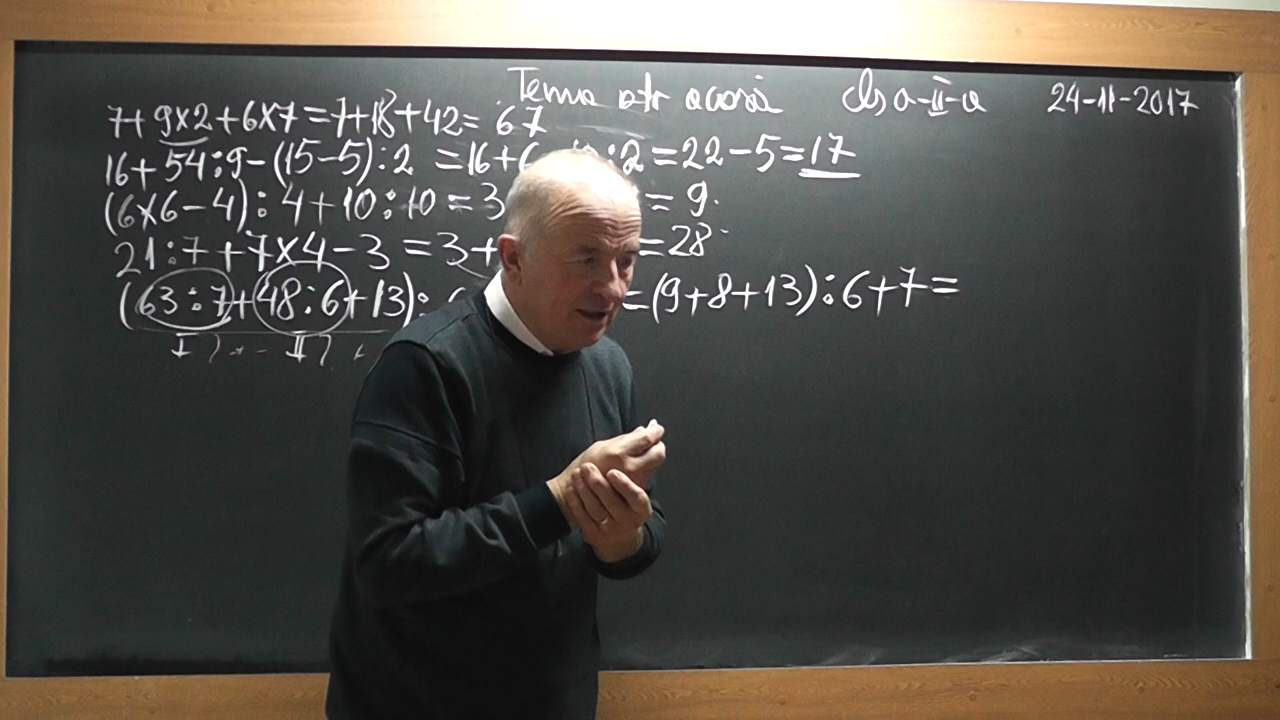 Tema ptr acasă cls a-II-a 24-11-2017
7+9x2+6x7=7+18+42=67
16+54:9-(15-5):2 =16+6 :2=22-5=17
(6x6-4):4+10:10=3 =9.
21:7+7x4-3=3+ =28
(63:7+48:6+13): =(9+8+13):6+7=
I II